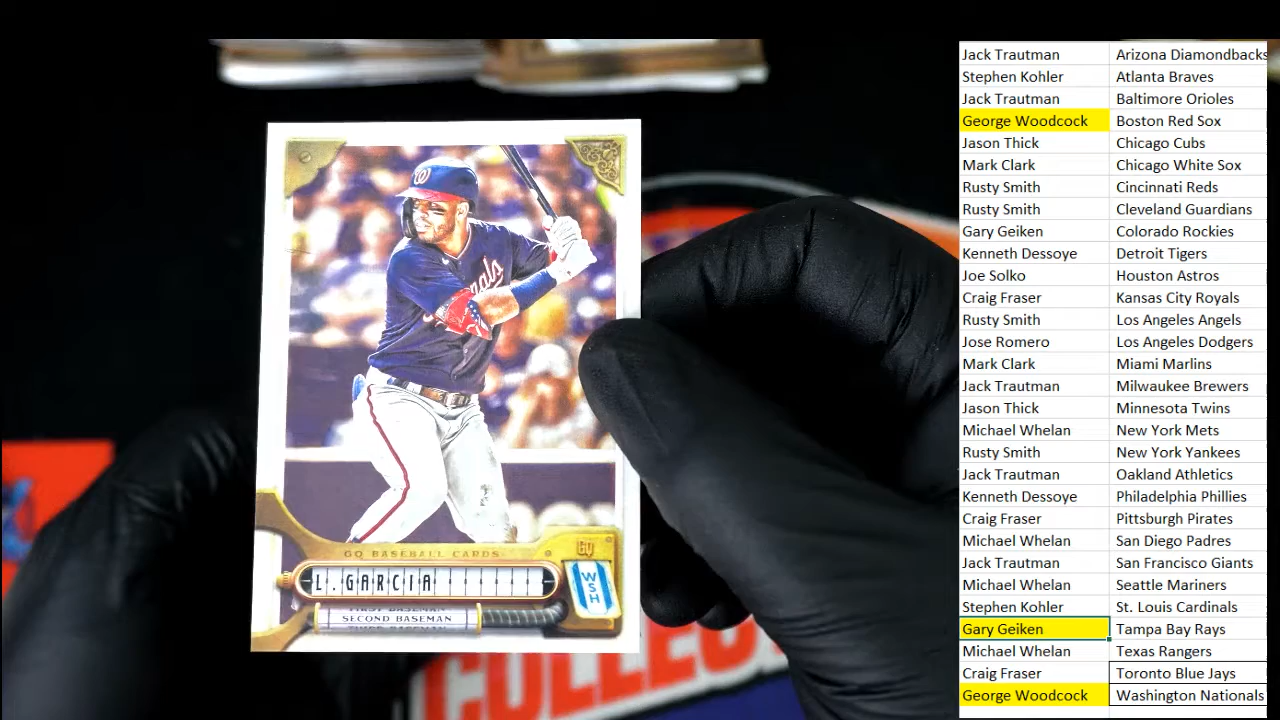 Jack Trautman Arizona Diamondbacks
Stephen Kohler Atlanta Braves
Jack Trautman Baltimore Orioles
George Woodcock Boston Red Sox
Jason Thick Chicago Cubs
Mark Clark Chicago White Sox
Rusty Smith Cincinnati Reds
Rusty Smith Cleveland Guardians
Gary Geiken Colorado Rockies
Kenneth Dessoye Detroit Tigers
Joe Solko Houston Astros
Craig Fraser Kansas City Royals
Rusty Smith Los Angeles Angels
Jose Romero Los Angeles Dodgers
Mark Clark Miami Marlins
Jack Trautman Milwaukee Brewers
Jason Thick Minnesota Twins
Michael Whelan New York Mets
Rusty Smith New York Yankees
Jack Trautman Oakland Athletics
Kenneth Dessoye Philadelphia Phillies
Craig Fraser Pittsburgh Pirates
Michael Whelan San Diego Padres
Jack Trautman San Francisco Giants
Michael Whelan Seattle Mariners
Stephen Kohler St. Louis Cardinals
Gary Geiken Tampa Bay Rays
Michael Whelan Texas Rangers
Craig Fraser Toronto Blue Jays
George Woodcock Washington Nationals
W
nals
GQ BASEBALL CARDS
GQ
L. GARCIA
WSH
FIRST BASEMAN
SECOND BASEMAN
THIRD BASEMAN
COLLEC